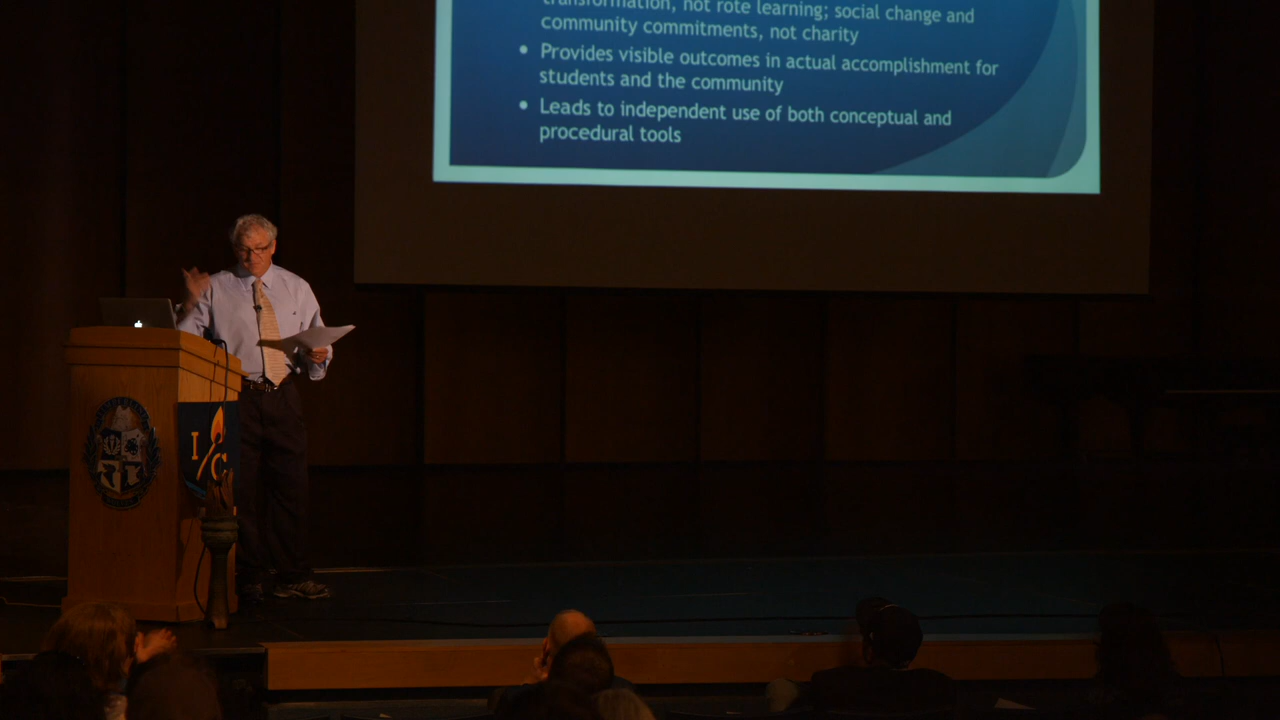 transformation, not rote learning; social change and
community commitments, not charity
• Provides visible outcomes in actual accomplishment for
students and the community
• Leads to independent use of both conceptual and
procedural tools
I/C